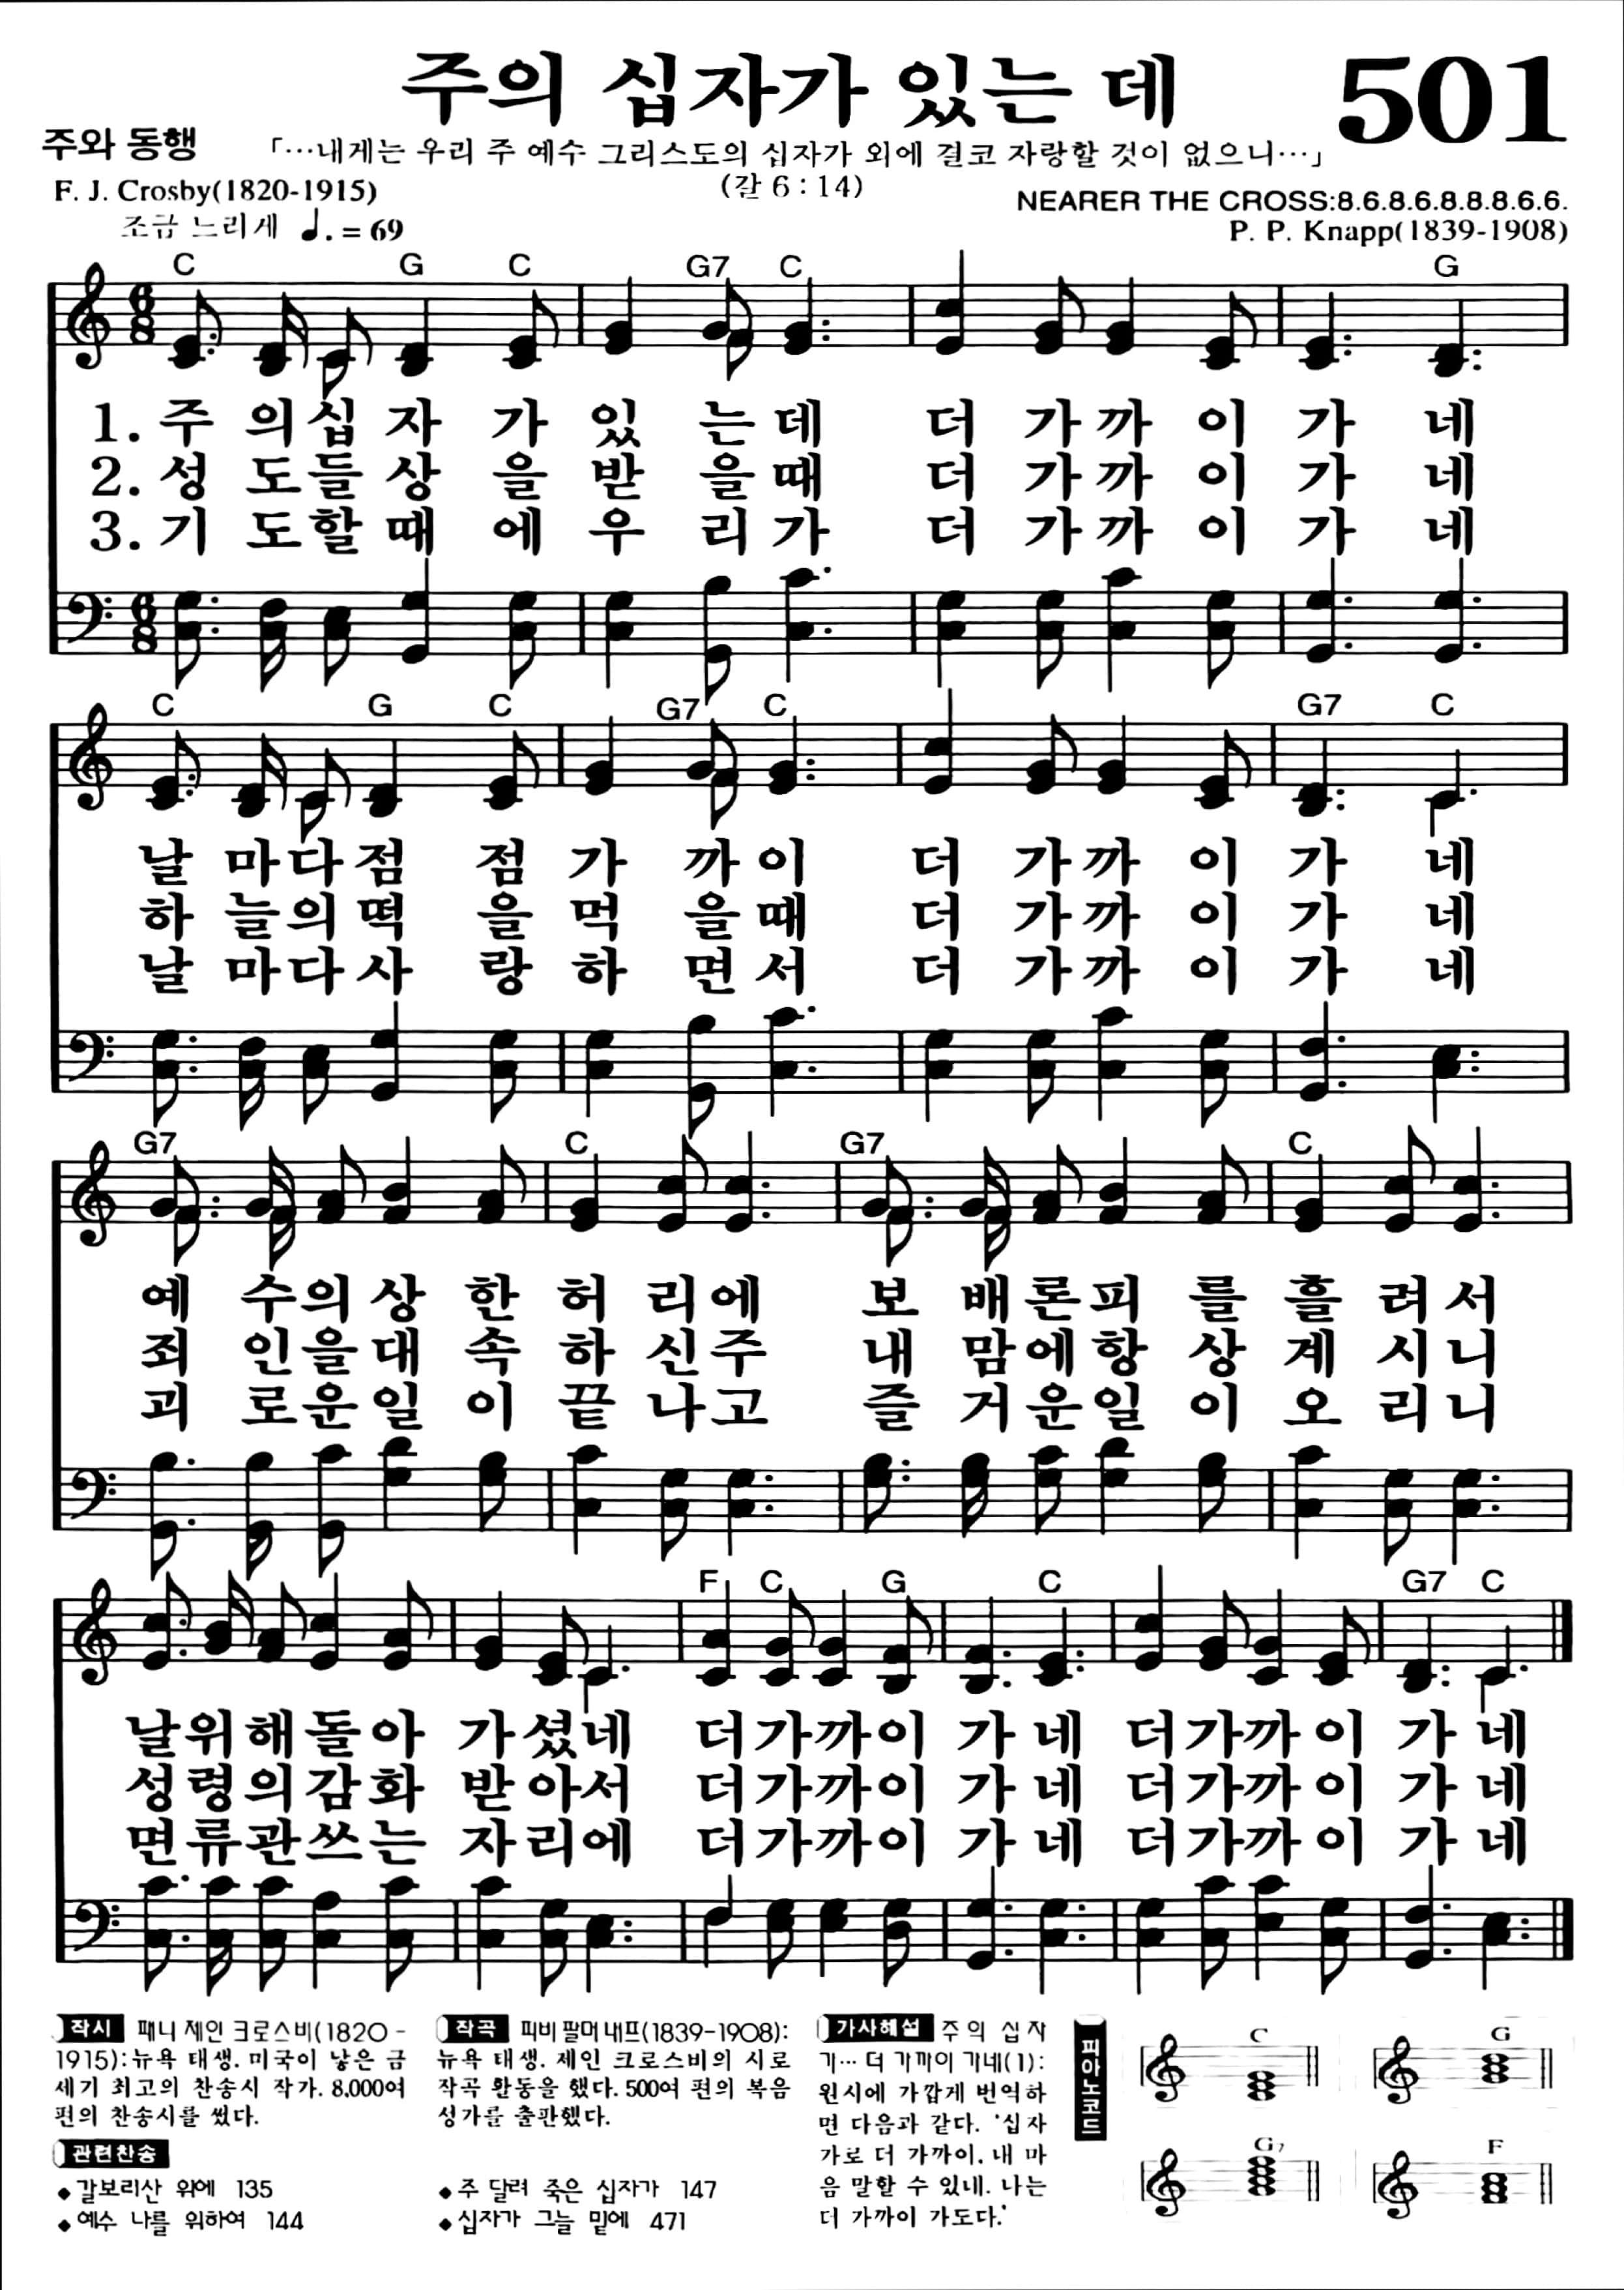 주의 십자가 있는 데
501
주와 동행
「…내게는 우리 주 예수 그리스도의 십자가 외에 결코 자랑할 것이 없으니…」
(갈 6 : 14)
F. J. Crosby(1820-1915)
NEARER THE CROSS:8.6.8.6.8.8.8.6.6.
조금 느리게 ♩. = 69
P. P. Knapp(1839-1908)
C G C G7 C G
1. 주 의 십 자 가 있 는 데 더 가 까 이 가 네
2. 성 도 들 상 을 받 을 때 더 가 까 이 가 네
3. 기 도 할 때 에 우 리 가 더 가 까 이 가 네
C G C G7 C G7 C
날 마 다 점 점 가 까 이 더 가 까 이 가 네
하 늘 의 떡 을 먹 을 때 더 가 까 이 가 네
날 마 다 사 랑 하 면 서 더 가 까 이 가 네
G7 C G7 C
예 수 의 상 한 허 리 에 보 배 론 피 를 흘 려 서
죄 인 을 대 속 하 신 주 내 맘 에 항 상 계 시 니
괴 로 운 일 이 끝 나 고 즐 거 운 일 이 오 리 니
F C G C G7 C
날 위 해 돌 아 가 셨 네 더 가 까 이 가 네 더 가 까 이 가 네
성 령 의 감 화 받 아 서 더 가 까 이 가 네 더 가 까 이 가 네
면 류 관 쓰 는 자 리 에 더 가 까 이 가 네 더 가 까 이 가 네
작시 패니 제인 크로스비(1820-
1915):뉴욕 태생. 미국이 낳은 금
세기 최고의 찬송시 작가. 8,000여
편의 찬송시를 썼다.
작곡 피비 팔머 내프(1839-1908):
뉴욕 태생. 제인 크로스비의 시로
작곡 활동을 했다. 500여 편의 복음
성가를 출판했다.
가사해설 주의 십자
가… 더 가까이 가네(1):
원시에 가깝게 번역하
면 다음과 같다. '십자
가로 더 가까이. 내 마
음 말할 수 있네. 나는
더 가까이 가도다.'
관련찬송
◆갈보리산 위에 135
◆예수 나를 위하여 144
◆주 달려 죽은 십자가 147
◆십자가 그늘 밑에 471
피아노코드
C G
G7 F